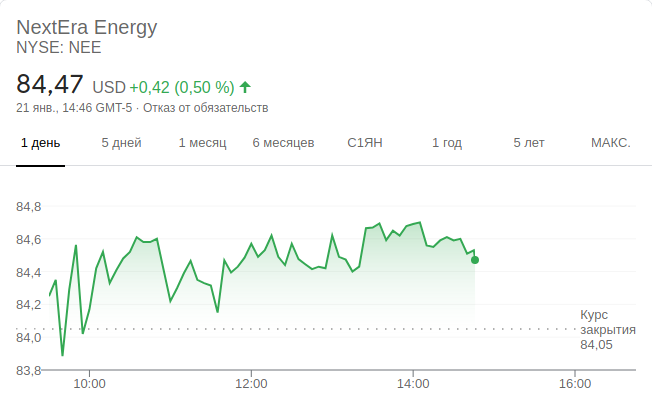 NextEra Energy
NYSE: NEE
84,47 USD +0,42 (0,50 %)
21 янв., 14:46 GMT-5 · Отказ от обязательств
1 день 5 дней 1 месяц 6 месяцев С1ЯН 1 год 5 лет МАКС.
84,8
84,6
84,4
84,2
84,0
83,8
Курс
закрытия
84,05
10:00 12:00 14:00 16:00